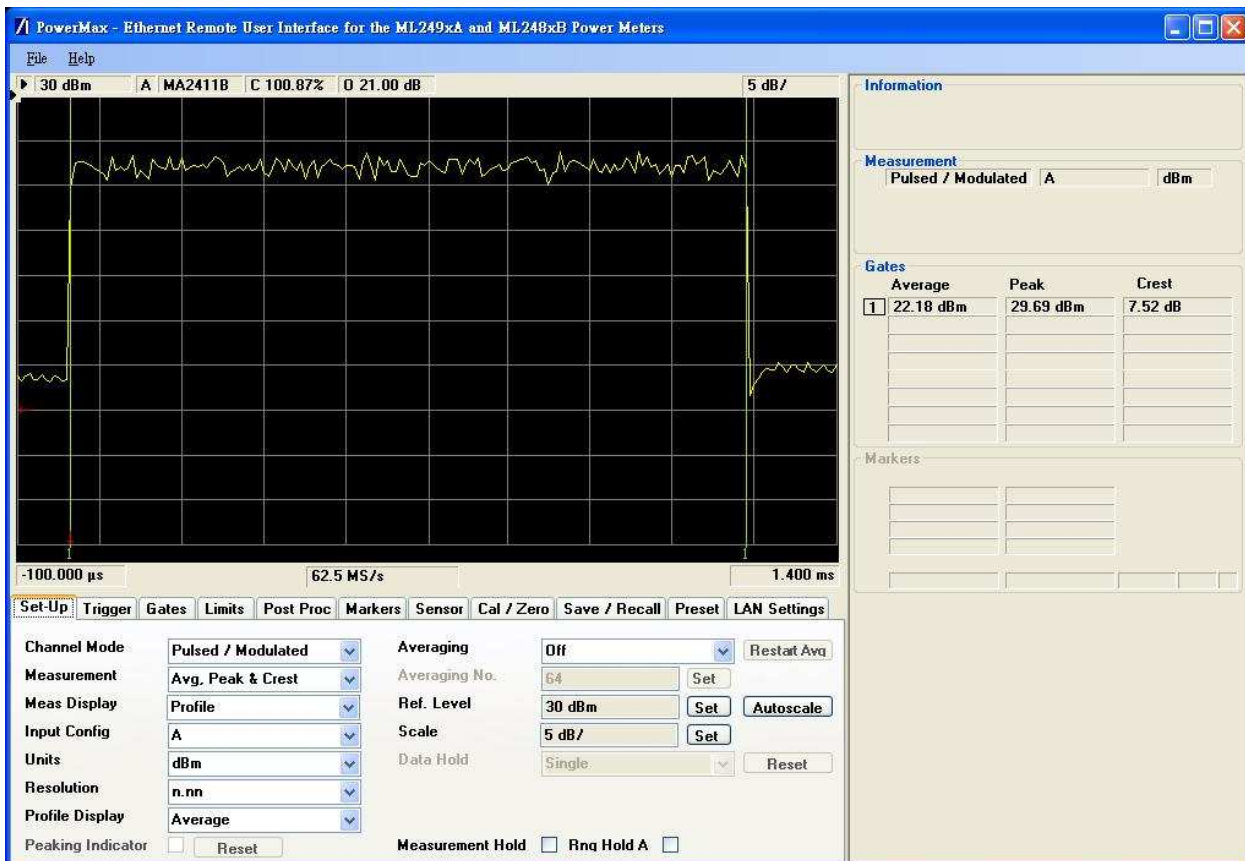 PowerMax - Ethernet Remote User Interface for the ML249xA and ML248xB Power Meters
File Help
30 dBm A MA2411B C 100.87% O 21.00 dB 5 dB/
1 1
-100.000 µs 62.5 MS/s 1.400 ms
Information
Measurement
Pulsed / Modulated A dBm
Gates
Average Peak Crest
1 22.18 dBm 29.69 dBm 7.52 dB
Markers
Set-Up Trigger Gates Limits Post Proc Markers Sensor Cal / Zero Save / Recall Preset LAN Settings
Channel Mode Pulsed / Modulated Averaging Off Restart Avg
Measurement Avg, Peak & Crest Averaging No. 64 Set
Meas Display Profile Ref. Level 30 dBm Set Autoscale
Input Config A Scale 5 dB/ Set
Units dBm Data Hold Single Reset
Resolution n.nn
Profile Display Average
Peaking Indicator Reset Measurement Hold Rng Hold A